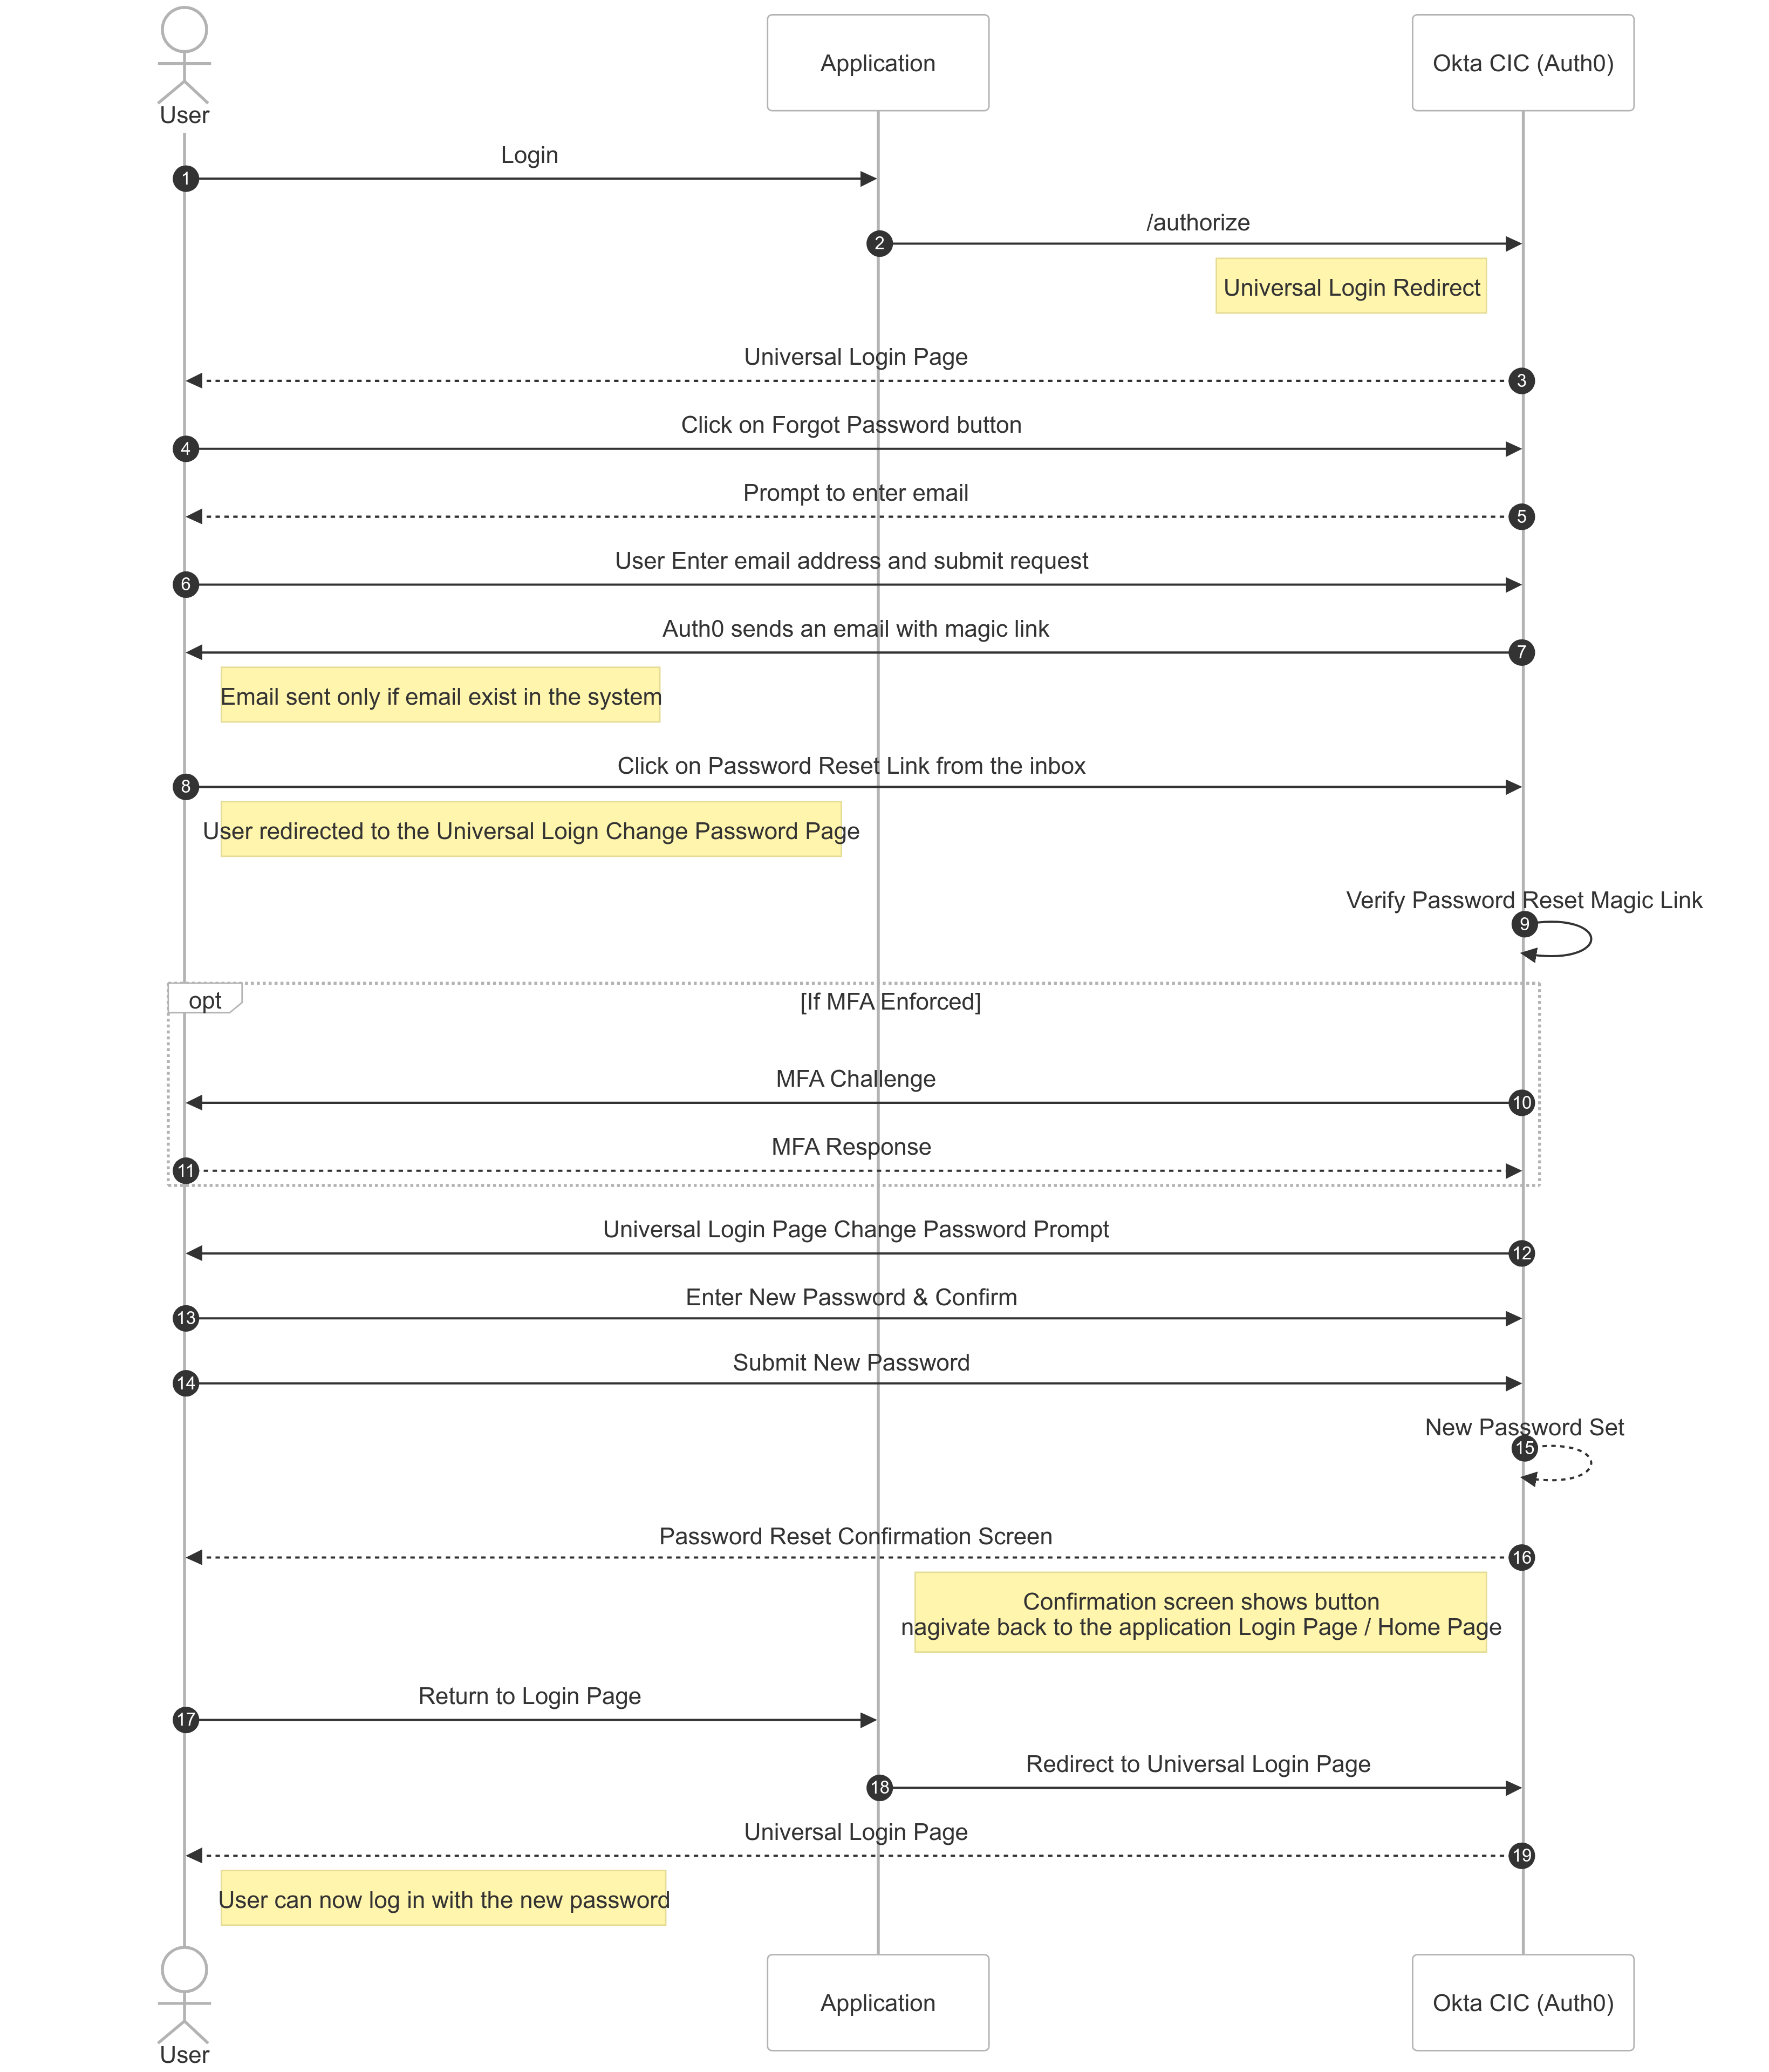 User
Application
Okta CIC (Auth0)
Login
1
/authorize
2
Universal Login Redirect
Universal Login Page
3
Click on Forgot Password button
4
Prompt to enter email
5
User Enter email address and submit request
6
Auth0 sends an email with magic link
7
Email sent only if email exist in the system
Click on Password Reset Link from the inbox
8
User redirected to the Universal Loign Change Password Page
Verify Password Reset Magic Link
9
opt
[If MFA Enforced]
MFA Challenge
10
MFA Response
11
Universal Login Page Change Password Prompt
12
Enter New Password & Confirm
13
Submit New Password
14
New Password Set
15
Password Reset Confirmation Screen
16
Confirmation screen shows button
nagivate back to the application Login Page / Home Page
Return to Login Page
17
Redirect to Universal Login Page
18
Universal Login Page
19
User can now log in with the new password
User
Application
Okta CIC (Auth0)